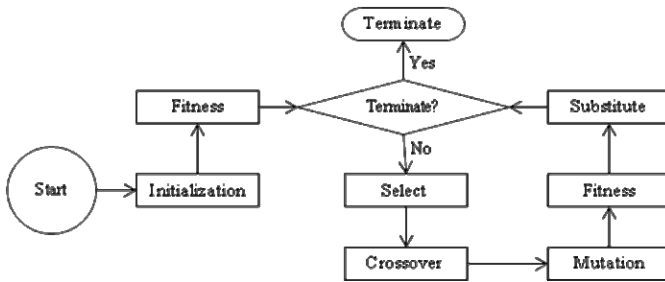 Terminate
Yes
Fitness
Terminate?
Substitute
No
Start
Initialization
Select
Fitness
Crossover
Mutation